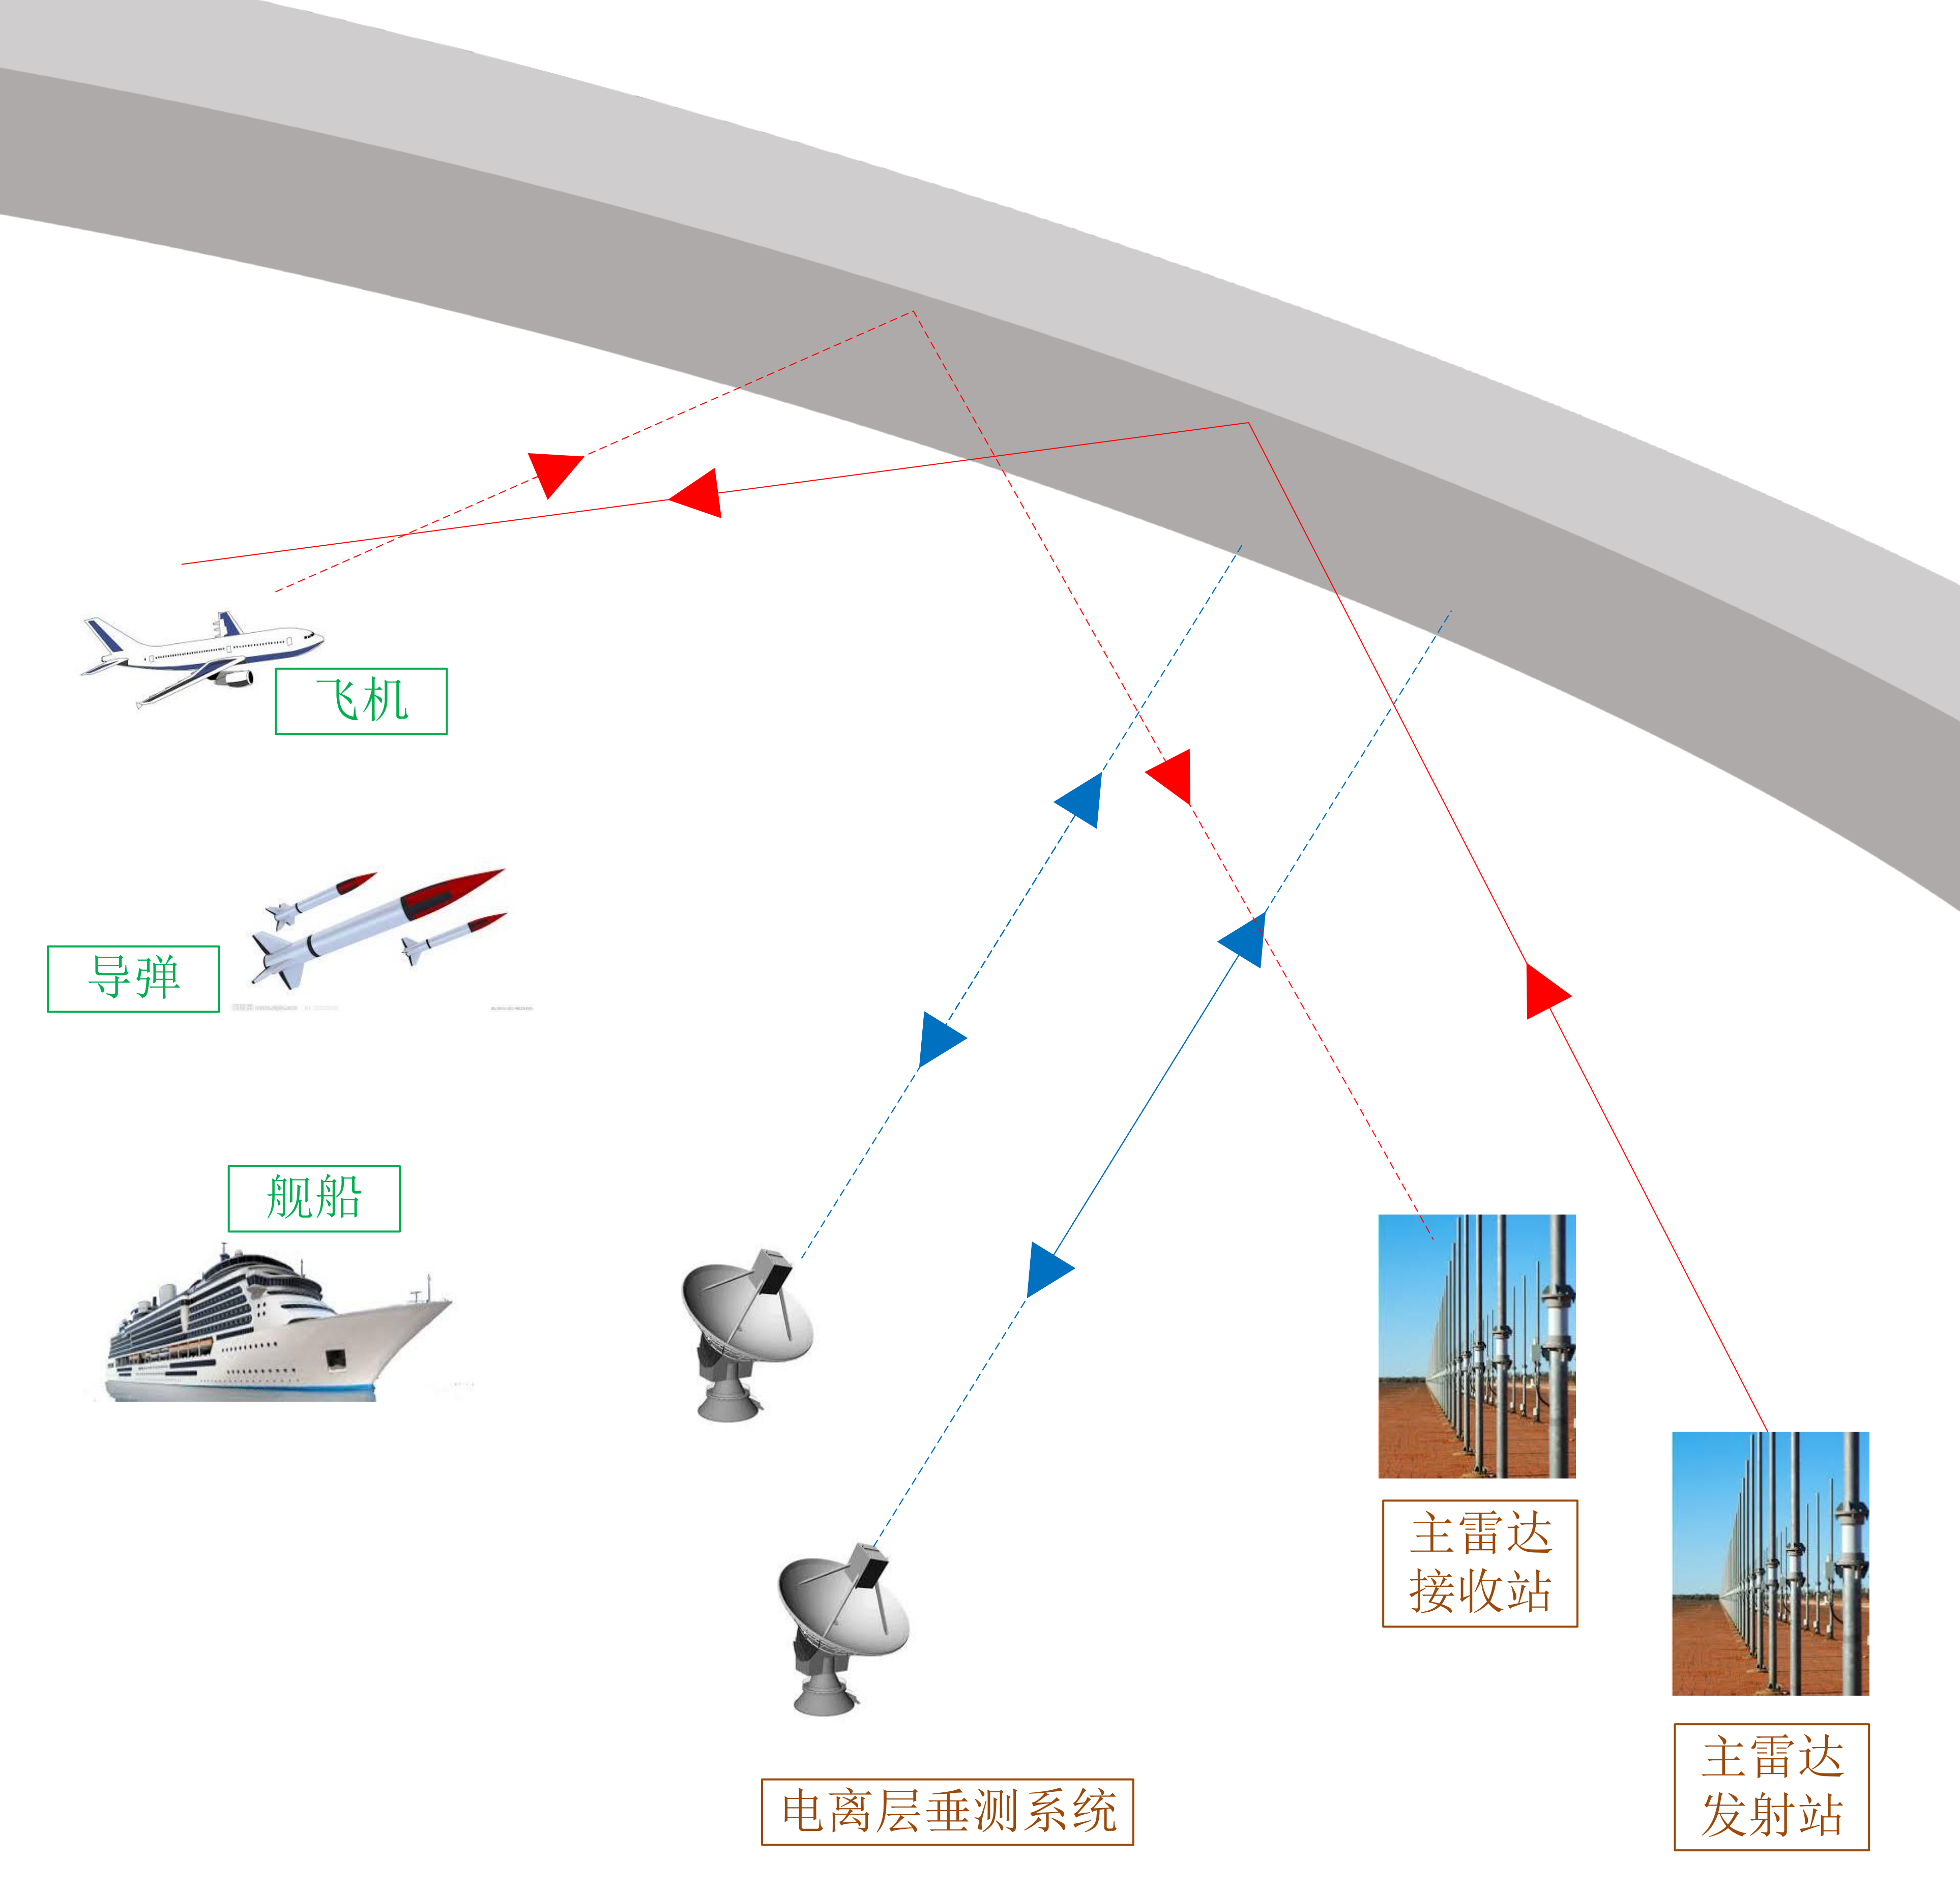 飞机
导弹
舰船
主雷达
接收站
主雷达
发射站
电离层垂测系统